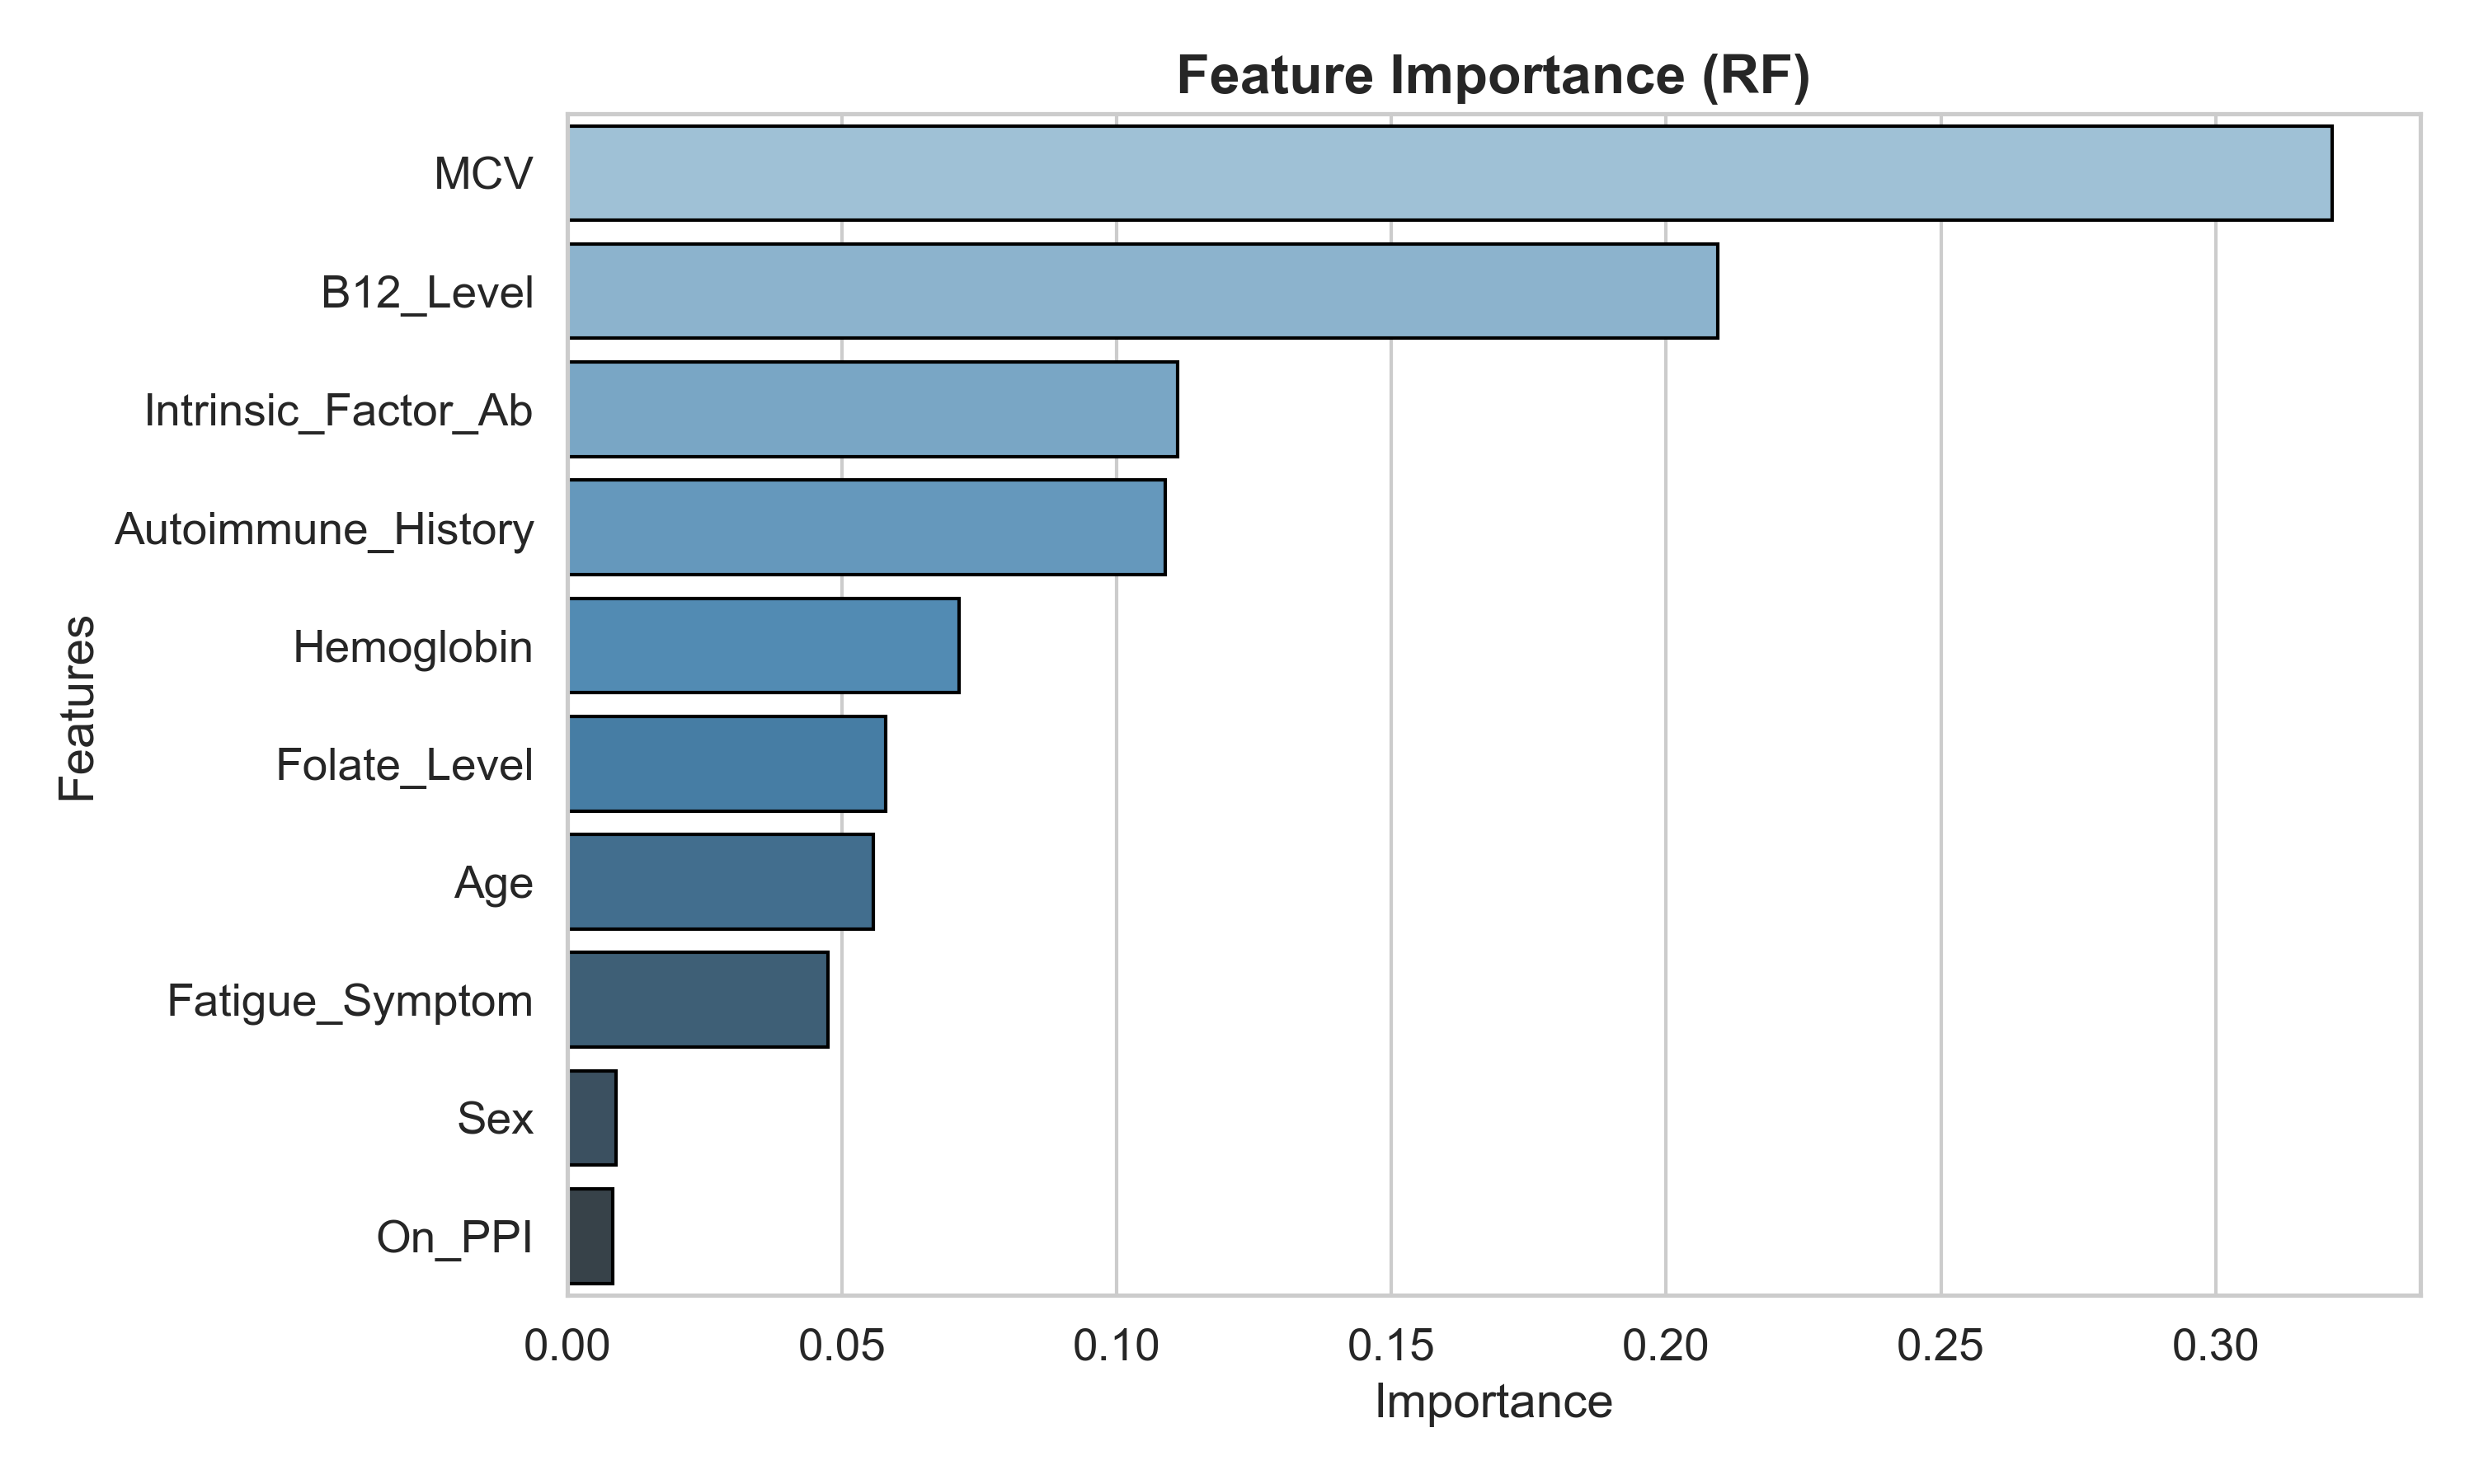 Feature Importance (RF)
MCV
B12_Level
Intrinsic_Factor_Ab
Autoimmune_History
Hemoglobin
Folate_Level
Age
Fatigue_Symptom
Sex
On_PPI
Features
0.00 0.05 0.10 0.15 0.20 0.25 0.30
Importance